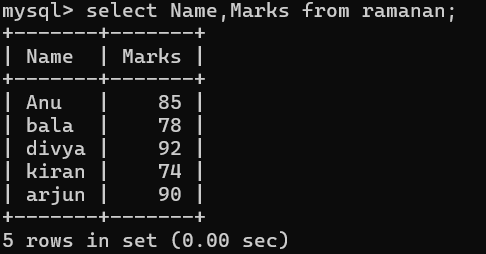 mysql> select Name,Marks from ramanan;
+-------+-------+
| Name  | Marks |
+-------+-------+
| Anu   |    85 |
| bala  |    78 |
| divya |    92 |
| kiran |    74 |
| arjun |    90 |
+-------+-------+
5 rows in set (0.00 sec)